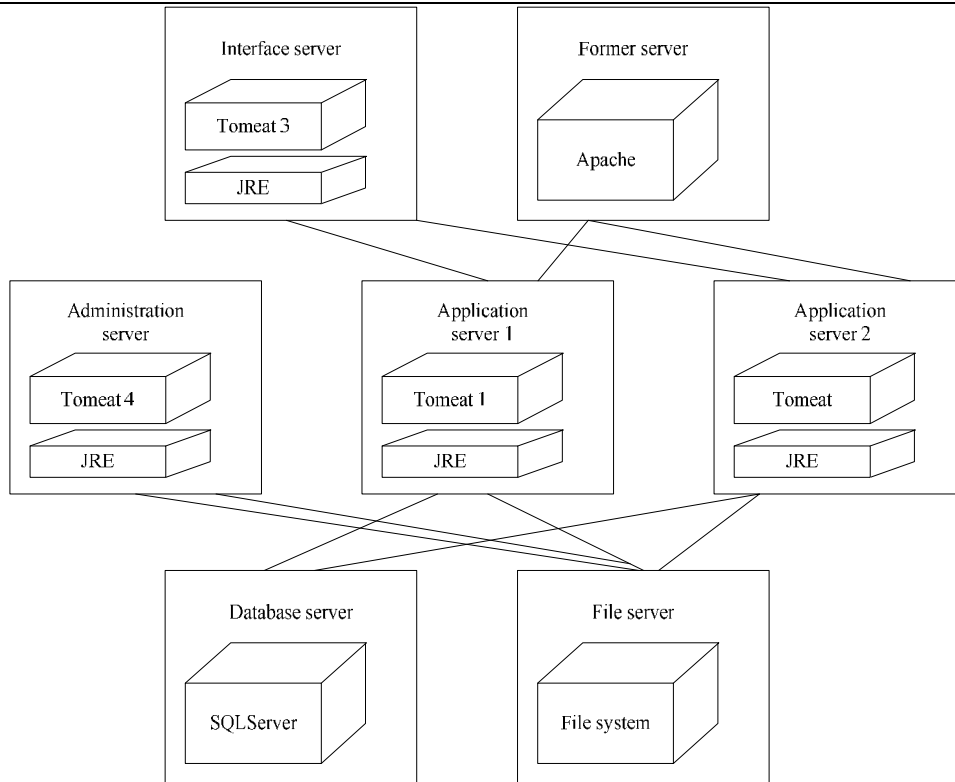 Interface server
Former server
Tomeat 3
Apache
JRE
Administration
server
Application
server 1
Application
server 2
Tomeat 4
Tomeat 1
Tomeat
JRE
JRE
JRE
Database server
File server
SQLServer
File system